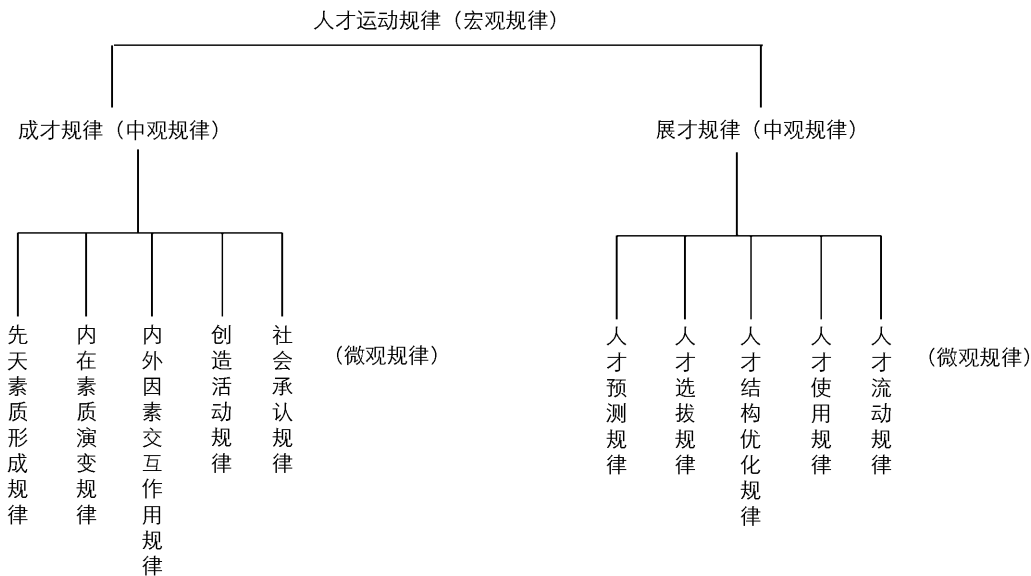 人才运动规律（宏观规律）
成才规律（中观规律）
展才规律（中观规律）
先天素质形成规律
内在素质演变规律
内外因素交互作用规律
创造活动规律
社会承认规律
（微观规律）
人才预测规律
人才选拔规律
人才结构优化规律
人才使用规律
人才流动规律
（微观规律）